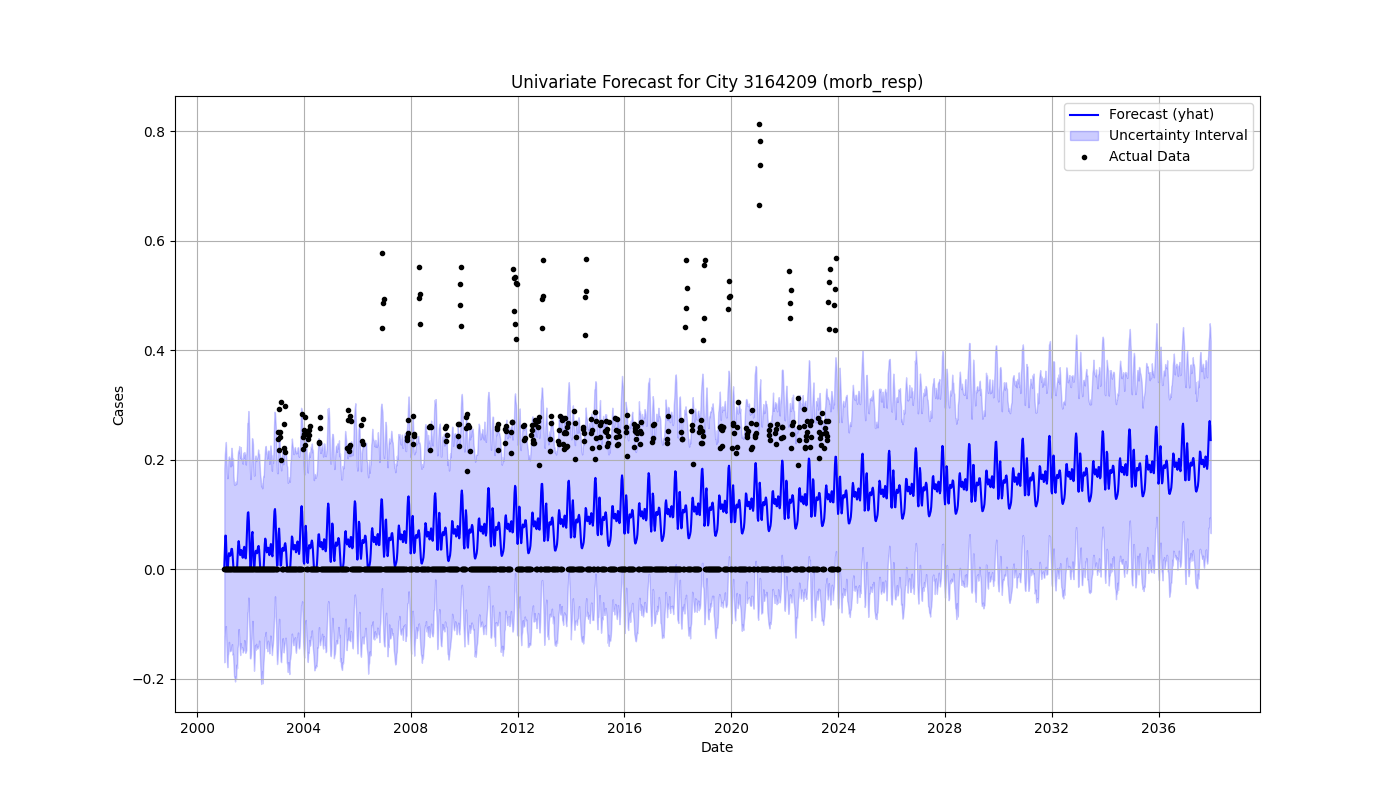 Univariate Forecast for City 3164209 (morb_resp)
Forecast (yhat)
Uncertainty Interval
Actual Data
Cases
0.8
0.6
0.4
0.2
0.0
−0.2
2000 2004 2008 2012 2016 2020 2024 2028 2032 2036
Date